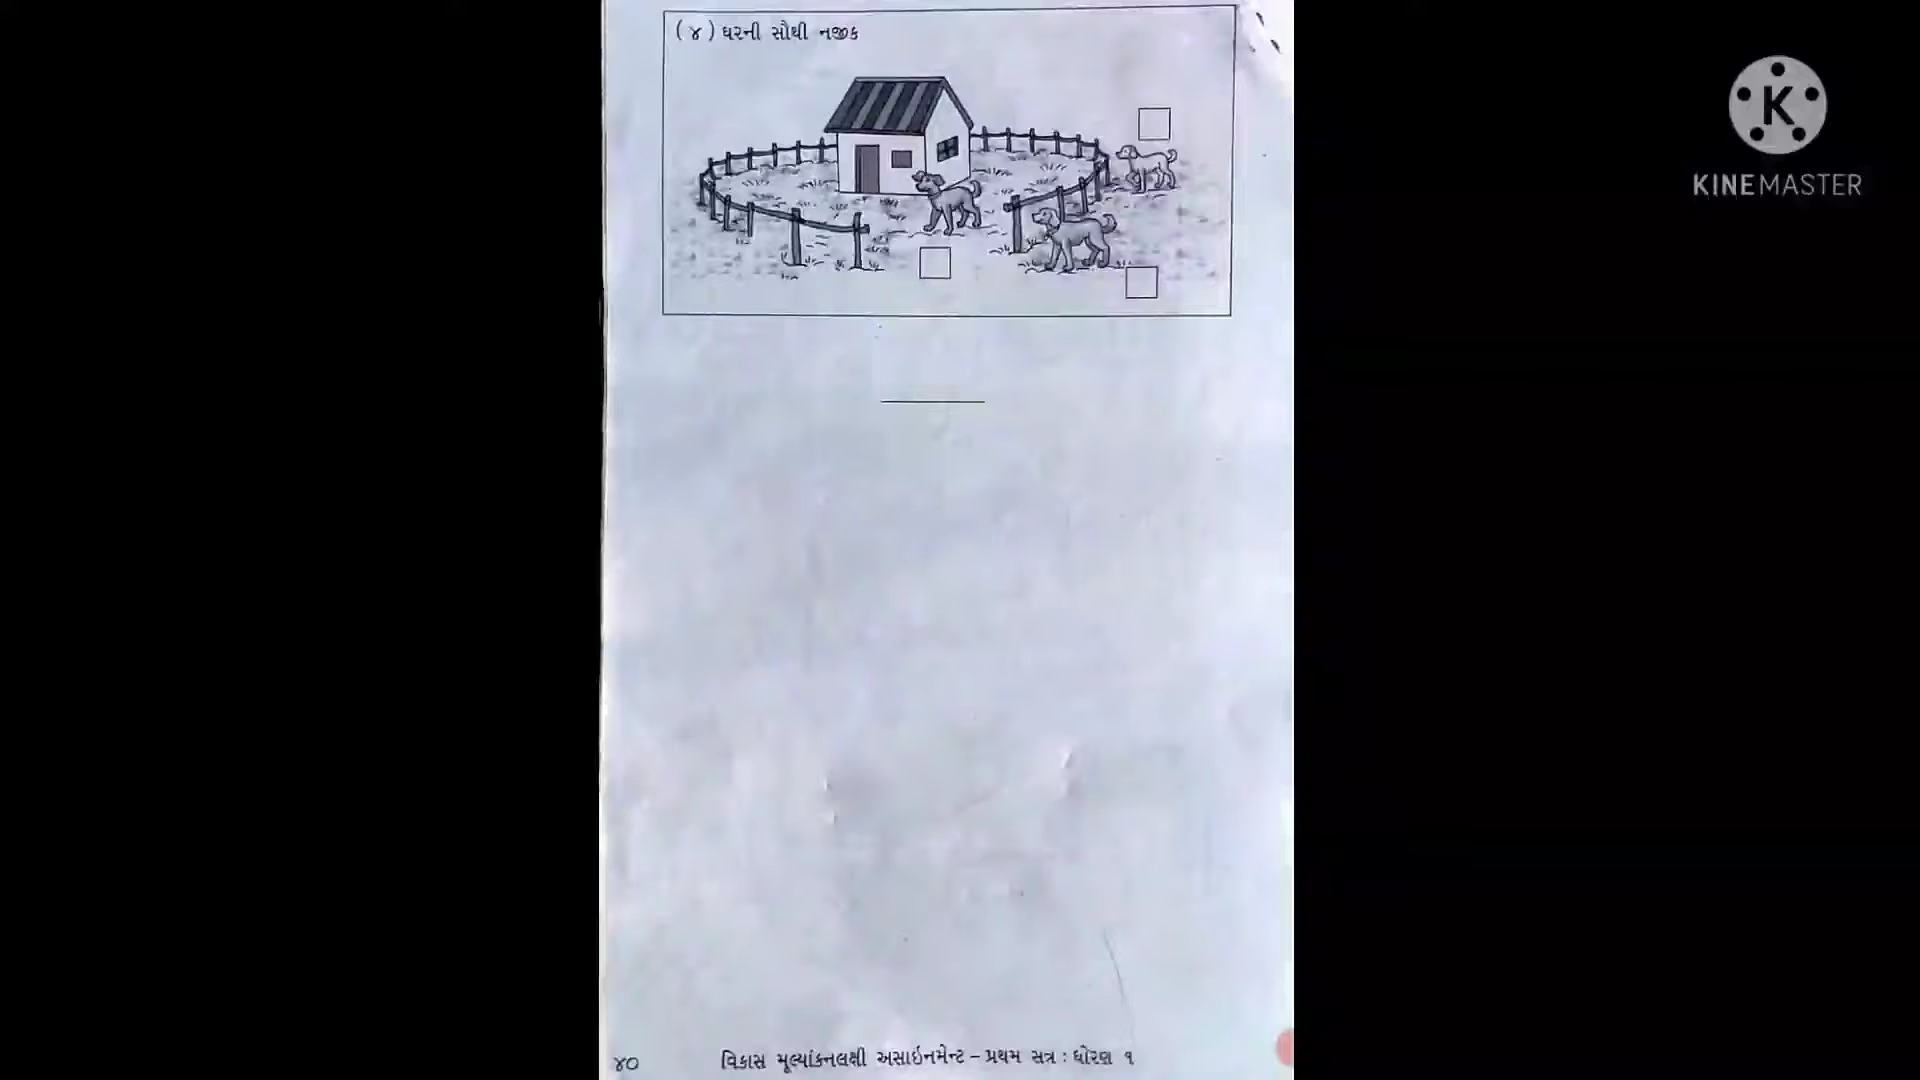 (૪) ઘરની સૌથી નજીક
K
KINEMASTER
૪૦ વિકાસ મૂલ્યાંકનલક્ષી અસાઇનમેન્ટ – પ્રથમ સત્ર : ધોરણ ૧